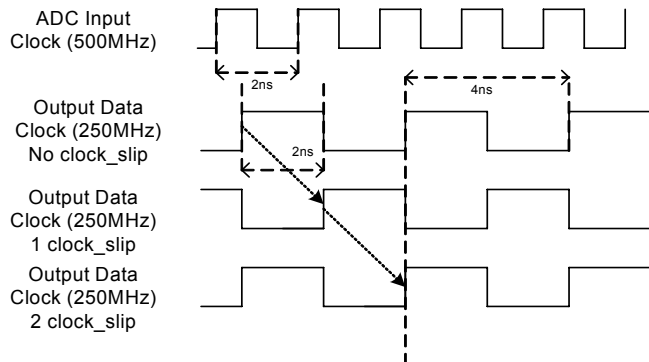 ADC Input
Clock (500MHz)
2ns
4ns
Output Data
Clock (250MHz)
No clock_slip
2ns
Output Data
Clock (250MHz)
1 clock_slip
Output Data
Clock (250MHz)
2 clock_slip